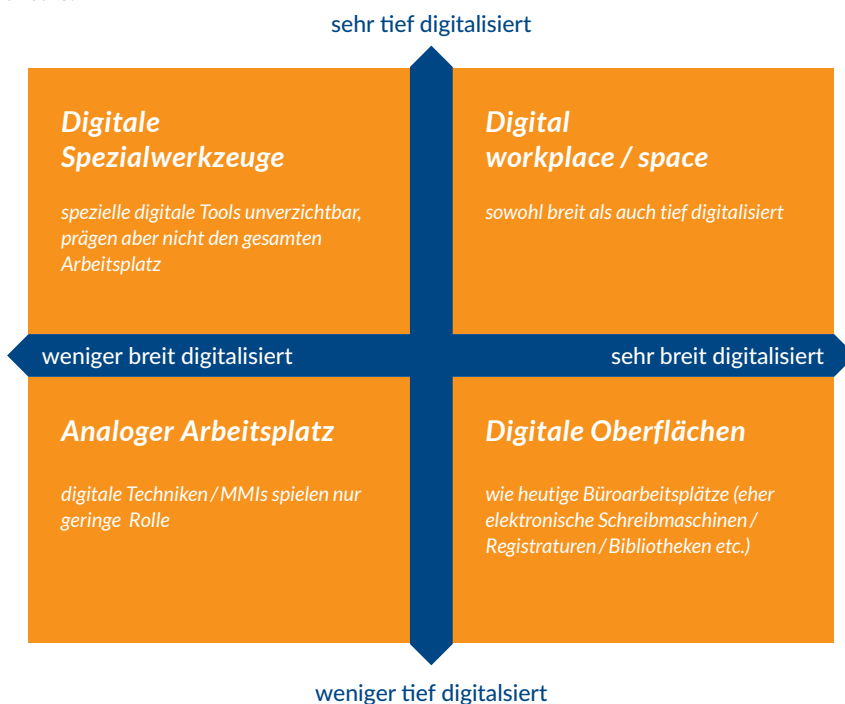 sehr tief digitalisiert
Digitale
Spezialwerkzeuge
spezielle digitale Tools unverzichtbar,
prägen aber nicht den gesamten
Arbeitsplatz
Digital
workplace / space
sowohl breit als auch tief digitalisiert
weniger breit digitalisiert
sehr breit digitalisiert
Analoger Arbeitsplatz
digitale Techniken / MMIs spielen nur
geringe Rolle
Digitale Oberflächen
wie heutige Büroarbeitsplätze (eher
elektronische Schreibmaschinen /
Registraturen / Bibliotheken etc.)
weniger tief digitalsiert